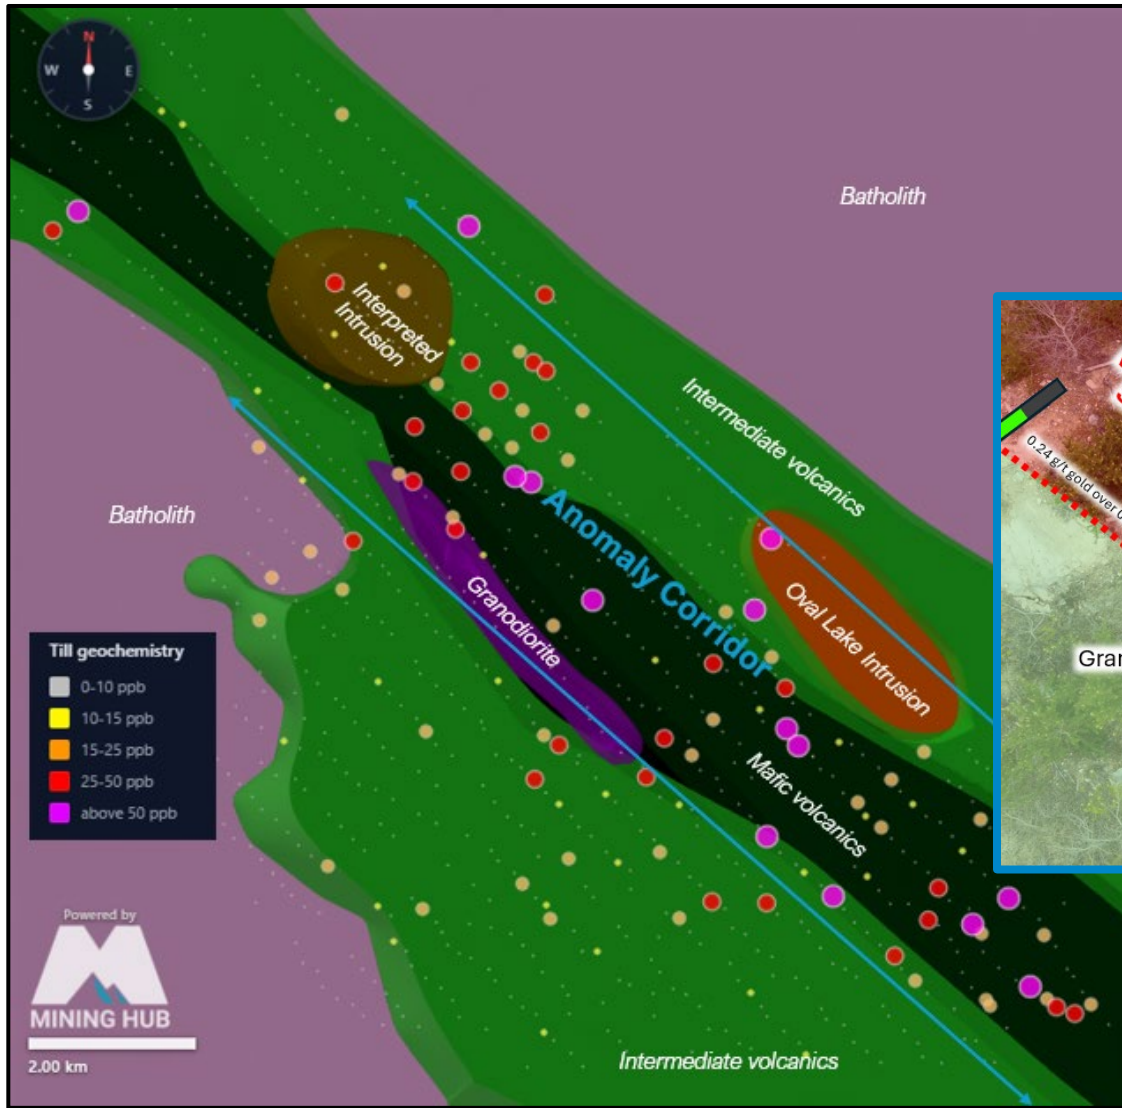 N
W
E
S
Batholith
Interpreted
Intrusion
Intermediate volcanics
0.24 g/t gold over
Batholith
Anomaly Corridor
Granodiorite
Oval Lake Intrusion
Till geochemistry
0-10 ppb
10-15 ppb
15-25 ppb
25-50 ppb
above 50 ppb
Mafic volcanics
Powered by
MINING HUB
2.00 km
Intermediate volcanics